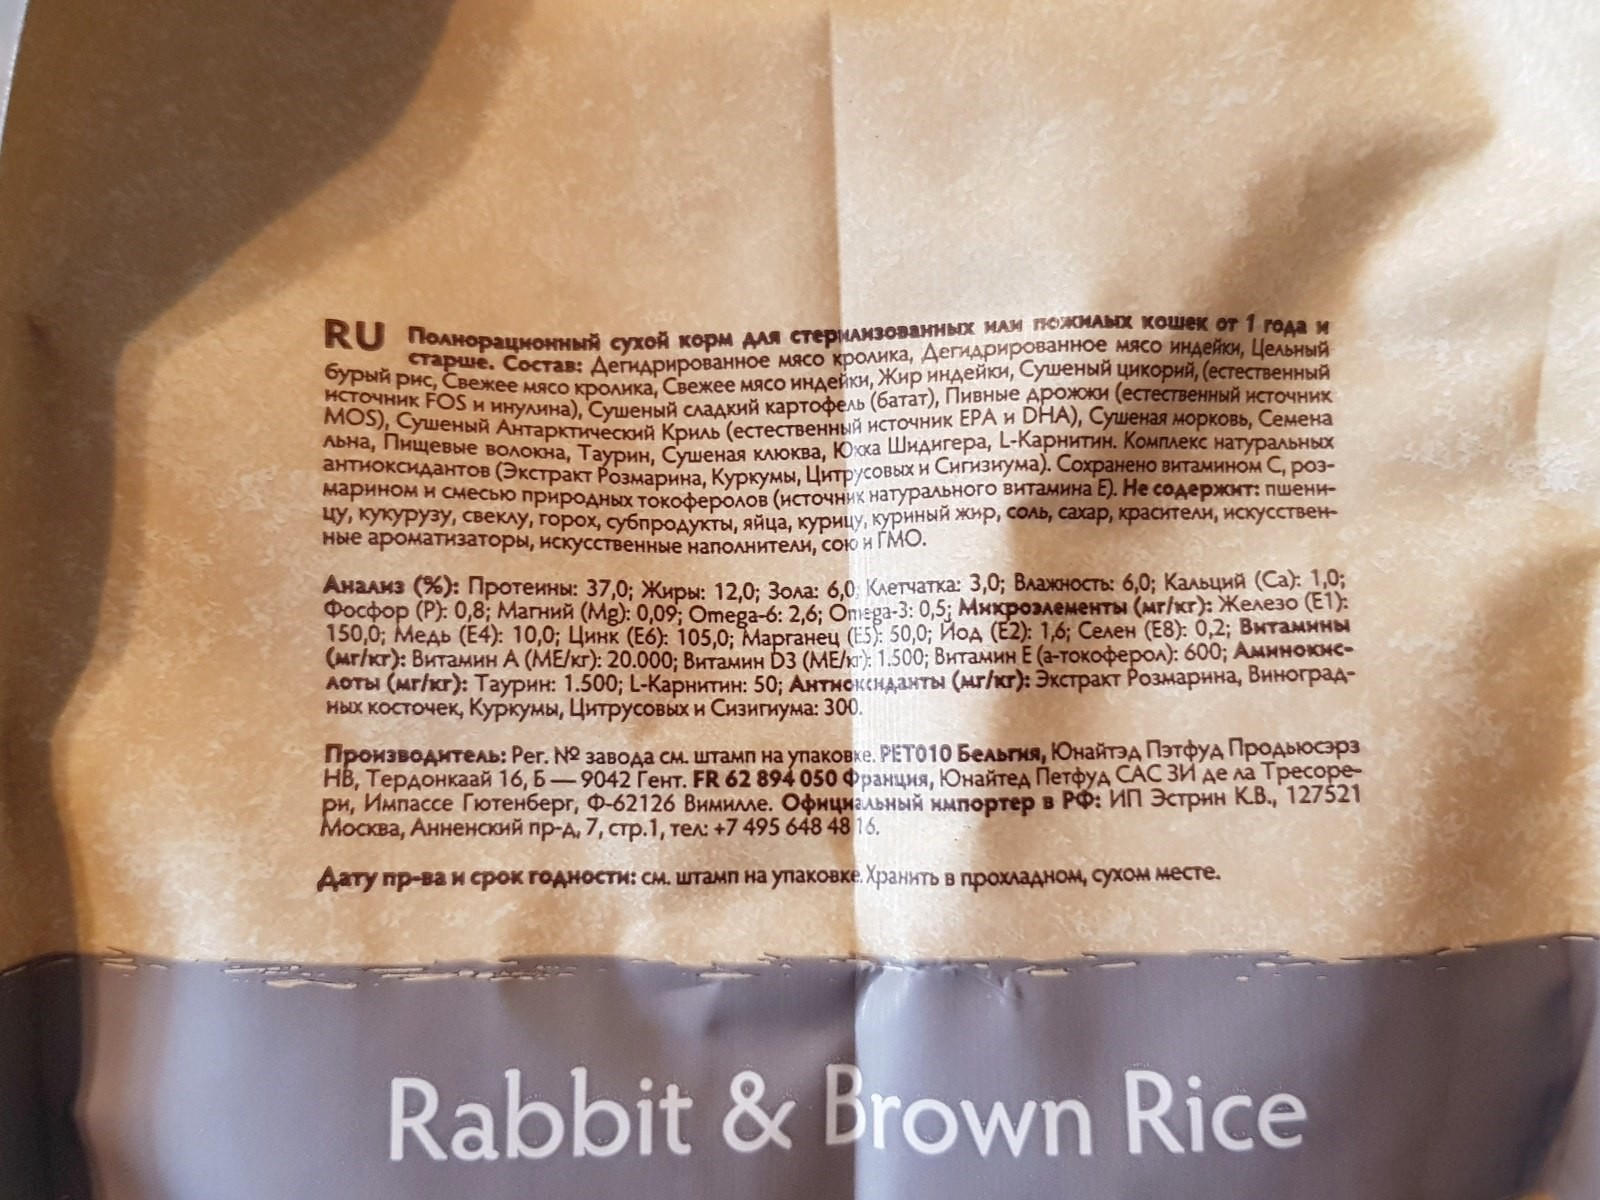 RU Полнорационный сухой корм для стерилизованных или пожилых кошек от 1 года и
старше. Состав: Дегидрированное мясо кролика, Дегидрированное мясо индейки, Цельный
бурый рис, Свежее мясо кролика, Свежее мясо индейки, Жир индейки, Сушеный цикорий, (естественный
источник FOS и инулина), Сушеный сладкий картофель (батат), Пивные дрожжи (естественный источник
MOS), Сушеный Антарктический Криль (естественный источник EPA и DHA), Сушеная морковь, Семена
льна, Пищевые волокна, Таурин, Сушеная клюква, Юкка Шидигера, L-Карнитин. Комплекс натуральных
антиоксидантов (Экстракт Розмарина, Куркумы, Цитрусовых и Сигизиума). Сохранено витамином С, роз-
марином и смесью природных токоферолов (источник натурального витамина Е). Не содержит: пшени-
цу, кукурузу, свеклу, горох, субпродукты, яйца, курицу, куриный жир, соль, сахар, красители, искусствен-
ные ароматизаторы, искусственные наполнители, сою и ГМО.
Анализ (%): Протеины: 37,0; Жиры: 12,0; Зола: 6,0; Клетчатка: 3,0; Влажность: 6,0; Кальций (Ca): 1,0;
Фосфор (P): 0,8; Магний (Mg): 0,09; Omega-6: 2,6; Omega-3: 0,5; Микроэлементы (мг/кг): Железо (E1):
150,0; Медь (E4): 10,0; Цинк (E6): 105,0; Марганец (E5): 50,0; Йод (E2): 1,6; Селен (E8): 0,2; Витамины
(мг/кг): Витамин А (МЕ/кг): 20.000; Витамин D3 (МЕ/кг): 1.500; Витамин Е (а-токоферол): 600; Аминокис-
лоты (мг/кг): Таурин: 1.500; L-Карнитин: 50; Антиоксиданты (мг/кг): Экстракт Розмарина, Виноград-
ных косточек, Куркумы, Цитрусовых и Сизигиума: 300.
Производитель: Рег. № завода см. штамп на упаковке. PET010 Бельгия, Юнайтэд Пэтфуд Продьюсэрз
НВ, Тердонкаай 16, Б — 9042 Гент. FR 62 894 050 Франция, Юнайтед Петфуд САС ЗИ де ла Тресоре-
ри, Импассе Гютенберг, Ф-62126 Вимилле. Официальный импортер в РФ: ИП Эстрин К.В., 127521
Москва, Анненский пр-д, 7, стр.1, тел: +7 495 648 48 16.
Дату пр-ва и срок годности: см. штамп на упаковке. Хранить в прохладном, сухом месте.
Rabbit & Brown Rice